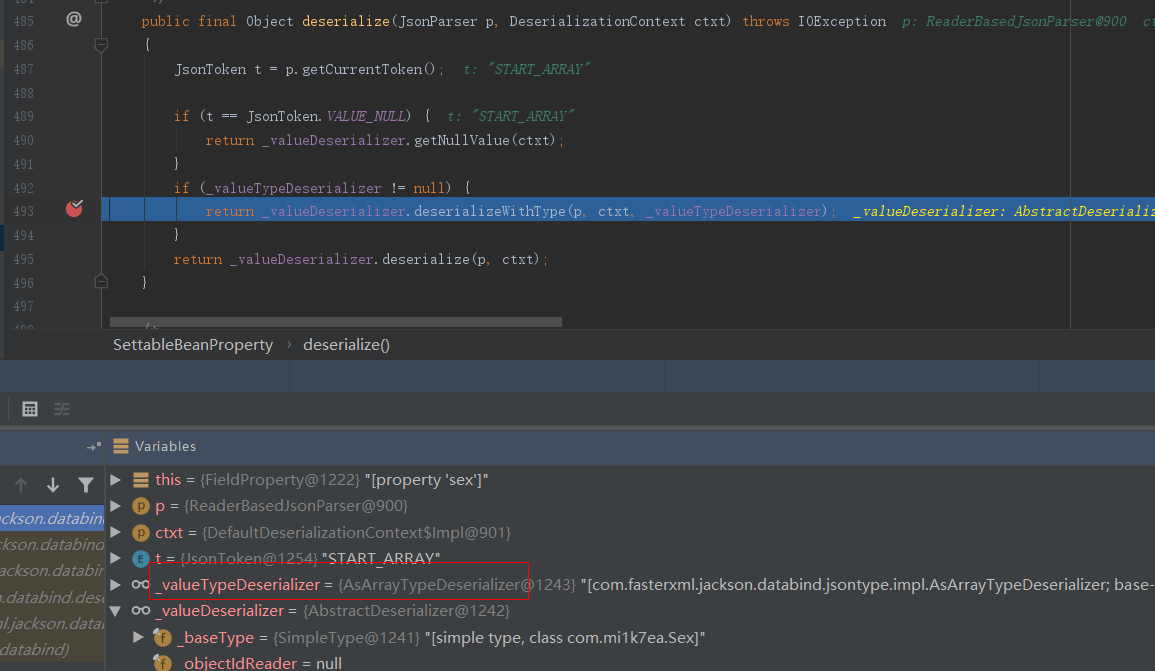 485 @ public final Object deserialize(JsonParser p, DeserializationContext ctxt) throws IOException p: ReaderBasedJsonParser@900 ct
486 {
487 JsonToken t = p.getCurrentToken(); t: "START_ARRAY"
488
489 if (t == JsonToken.VALUE_NULL) { t: "START_ARRAY"
490 return _valueDeserializer.getNullValue(ctxt);
491 }
492 if (_valueTypeDeserializer != null) {
493 return _valueDeserializer.deserializeWithType(p, ctxt, _valueTypeDeserializer); _valueDeserializer: AbstractDeserializ
494 }
495 return _valueDeserializer.deserialize(p, ctxt);
496 }
497
SettableBeanProperty › deserialize()
Variables
this = {FieldProperty@1222} "[property 'sex']"
p = {ReaderBasedJsonParser@900}
ackson.databind
ctxt = {DefaultDeserializationContext$Impl@901}
ckson.databind
t = {JsonToken@1254} "START_ARRAY"
ackson.databin
_valueTypeDeserializer = {AsArrayTypeDeserializer@1243} "[com.fasterxml.jackson.databind.jsontype.impl.AsArrayTypeDeserializer; base-
n.databind.dese
_valueDeserializer = {AbstractDeserializer@1242}
ml.jackson.datal
_baseType = {SimpleType@1241} "[simple type, class com.mi1k7ea.Sex]"
databind)
_objectIdReader = null